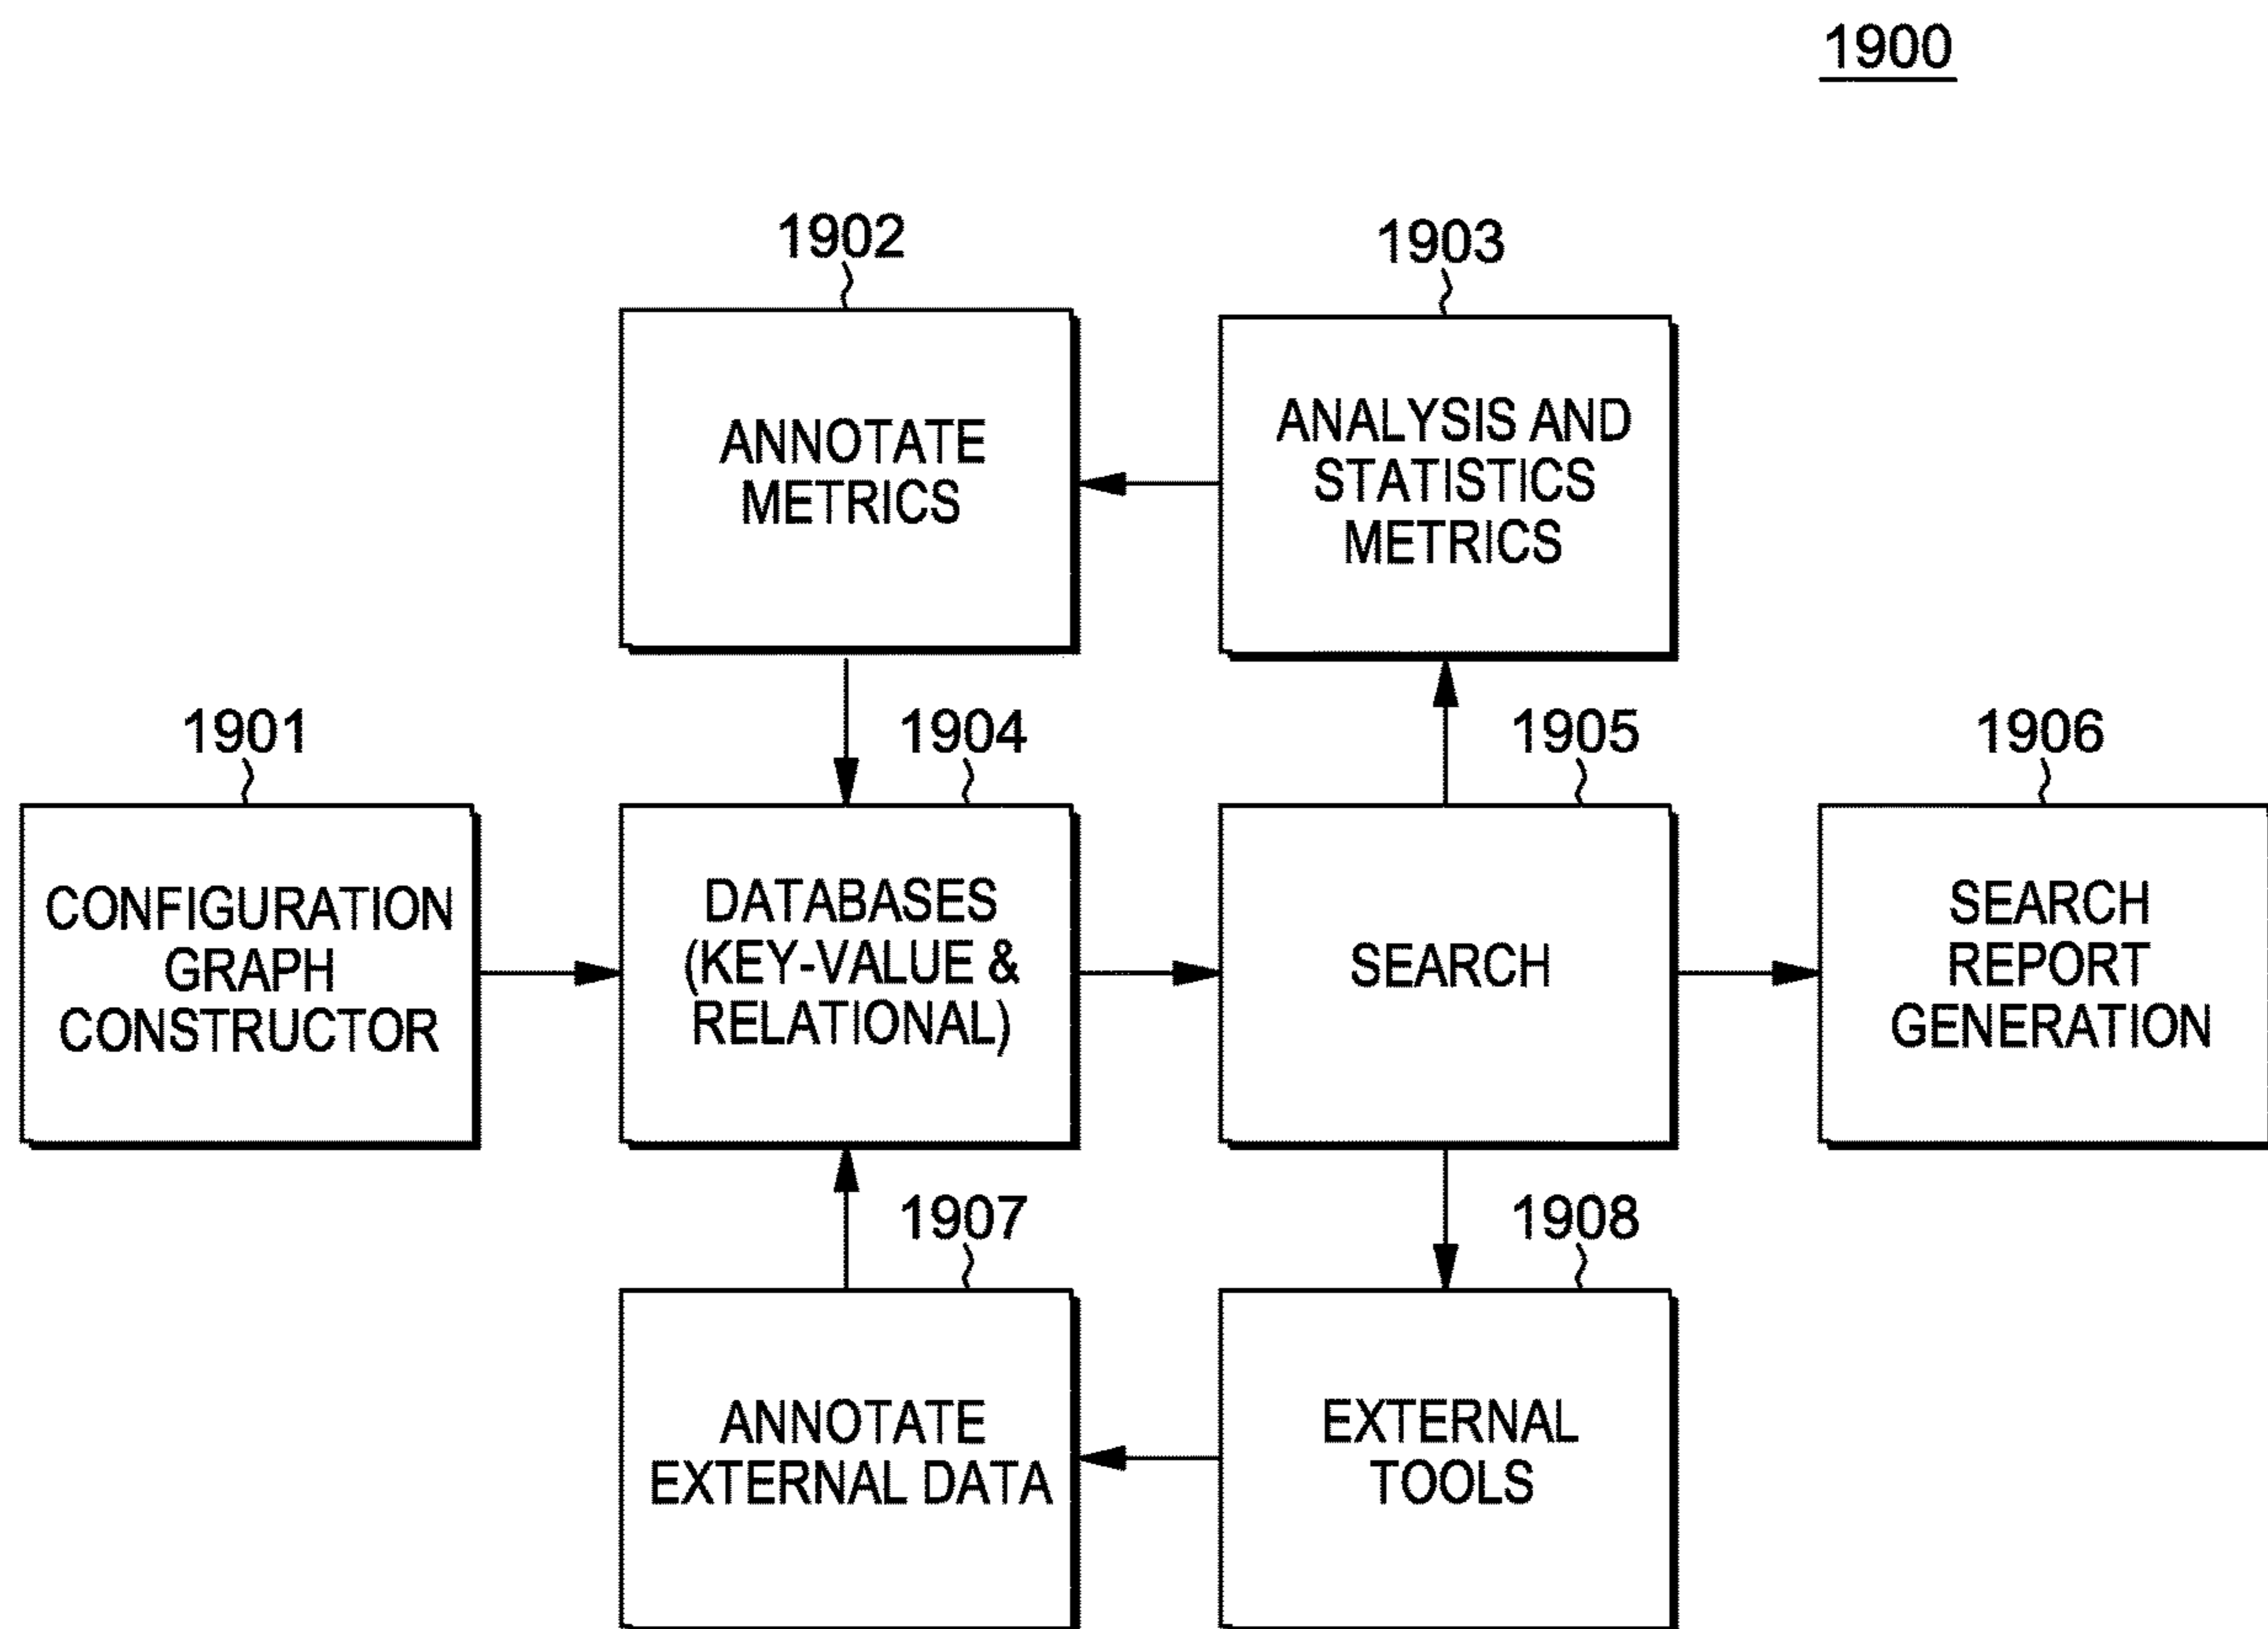 1900
1902
1903
ANNOTATE
METRICS
ANALYSIS AND
STATISTICS
METRICS
1901
1904
1905
1906
CONFIGURATION
GRAPH
CONSTRUCTOR
DATABASES
(KEY-VALUE &
RELATIONAL)
SEARCH
SEARCH
REPORT
GENERATION
1907
1908
ANNOTATE
EXTERNAL DATA
EXTERNAL
TOOLS